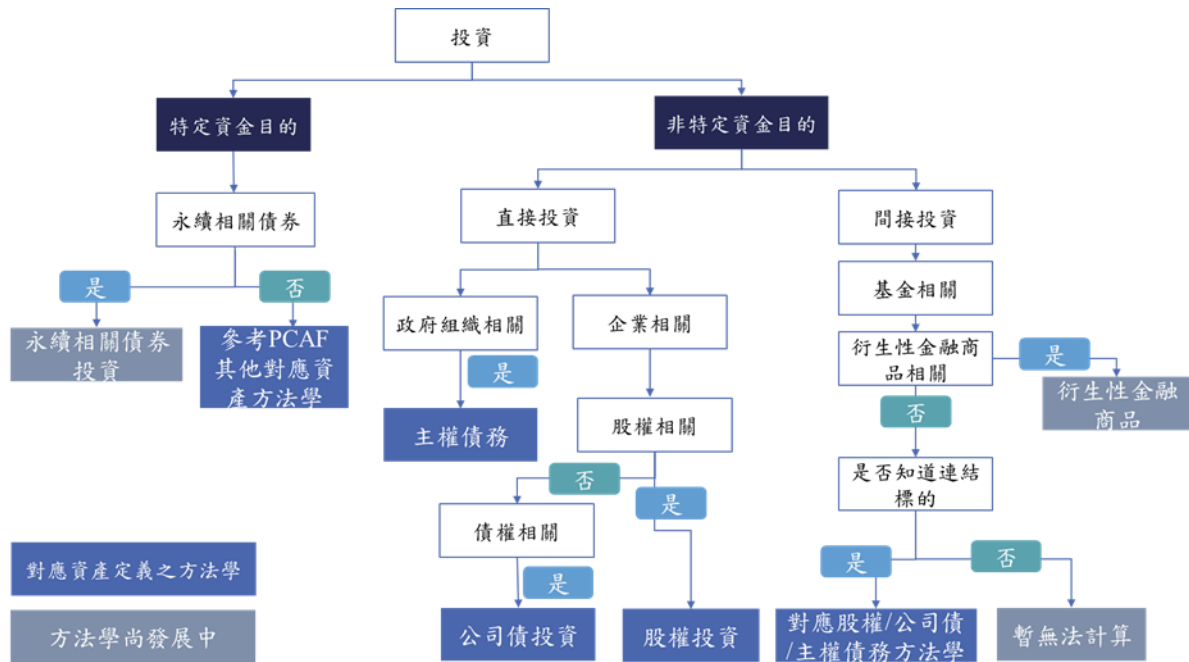 投資
特定資金目的
非特定資金目的
永續相關債券
直接投資
間接投資
是
否
政府組織相關
企業相關
基金相關
永續相關債券
投資
參考PCAF
其他對應資
產方法學
是
衍生性金融商
品相關
是
衍生性金融
商品
主權債務
股權相關
否
否
是
是否知道連結
標的
債權相關
是
是
否
對應資產定義之方法學
方法學尚發展中
公司債投資
股權投資
對應股權/公司債
/主權債務方法學
暫無法計算